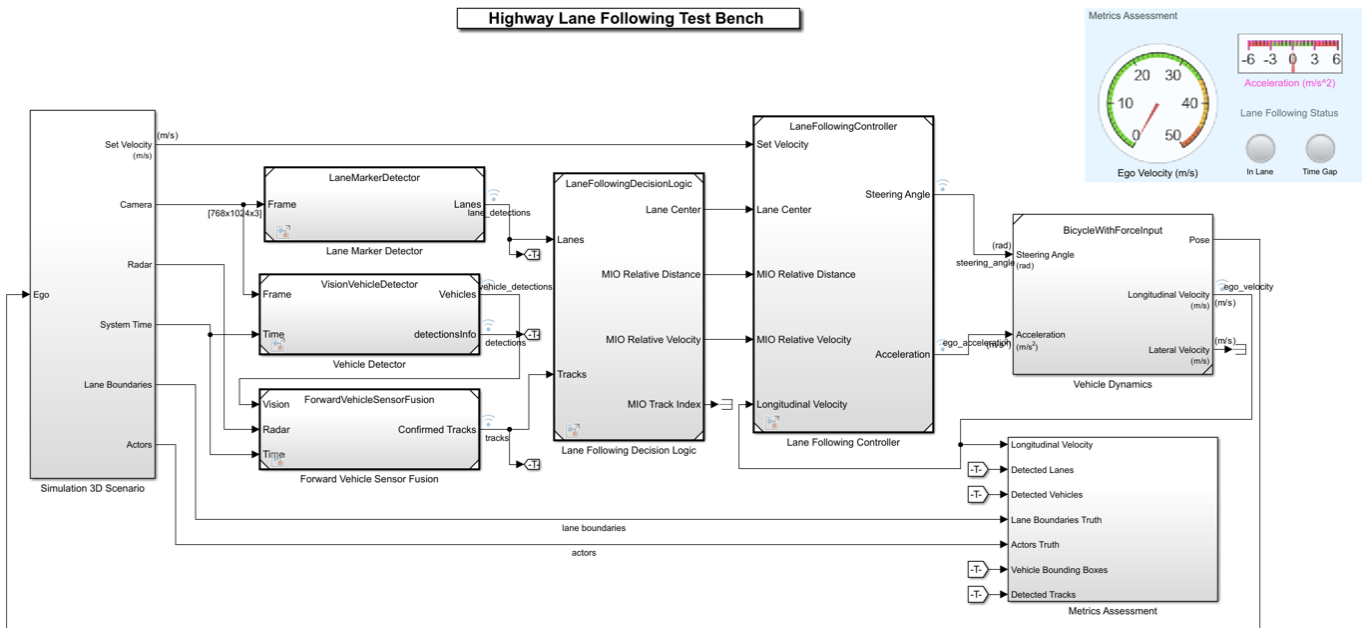 Highway Lane Following Test Bench
Metrics Assessment
0
10
20
30
40
50
Ego Velocity (m/s)
-6 -3 0 3 6
Acceleration (m/s^2)
Lane Following Status
In Lane
Time Gap
Ego
Set Velocity
(m/s)
Camera
Radar
System Time
Lane Boundaries
Actors
Simulation 3D Scenario
(m/s)
[768x1024x3]
LaneMarkerDetector
Frame
Lanes
Lane Marker Detector
lane_detections
-T-
VisionVehicleDetector
Frame
Time
Vehicles
detectionsInfo
Vehicle Detector
vehicle_detections
detections
-T-
ForwardVehicleSensorFusion
Vision
Radar
Time
Confirmed Tracks
Forward Vehicle Sensor Fusion
tracks
-T-
LaneFollowingDecisionLogic
Lanes
Tracks
Lane Center
MIO Relative Distance
MIO Relative Velocity
MIO Track Index
Lane Following Decision Logic
LaneFollowingController
Set Velocity
Lane Center
MIO Relative Distance
MIO Relative Velocity
Longitudinal Velocity
Steering Angle
Acceleration
Lane Following Controller
(rad)
steering_angle
ego_acceleration
BicycleWithForceInput
Steering Angle
(rad)
Acceleration
(m/s²)
Pose
Longitudinal Velocity
(m/s)
Lateral Velocity
(m/s)
Vehicle Dynamics
ego_velocity
(m/s)
(m/s)
Longitudinal Velocity
-T-
Detected Lanes
-T-
Detected Vehicles
Lane Boundaries Truth
Actors Truth
-T-
Vehicle Bounding Boxes
-T-
Detected Tracks
Metrics Assessment
lane boundaries
actors